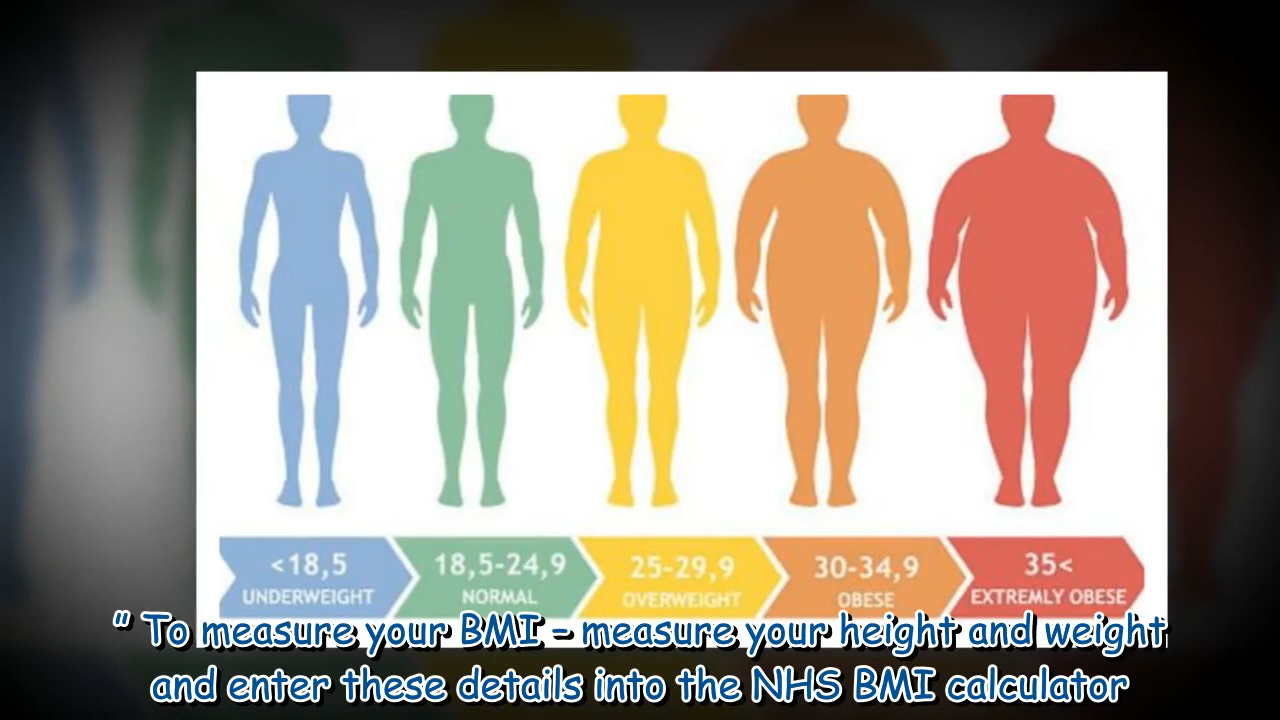 <18,5 18,5-24,9 25-29,9 30-34,9 35<
UNDERWEIGHT NORMAL OVERWEIGHT OBESE EXTREMLY OBESE
” To measure your BMI – measure your height and weight
and enter these details into the NHS BMI calculator